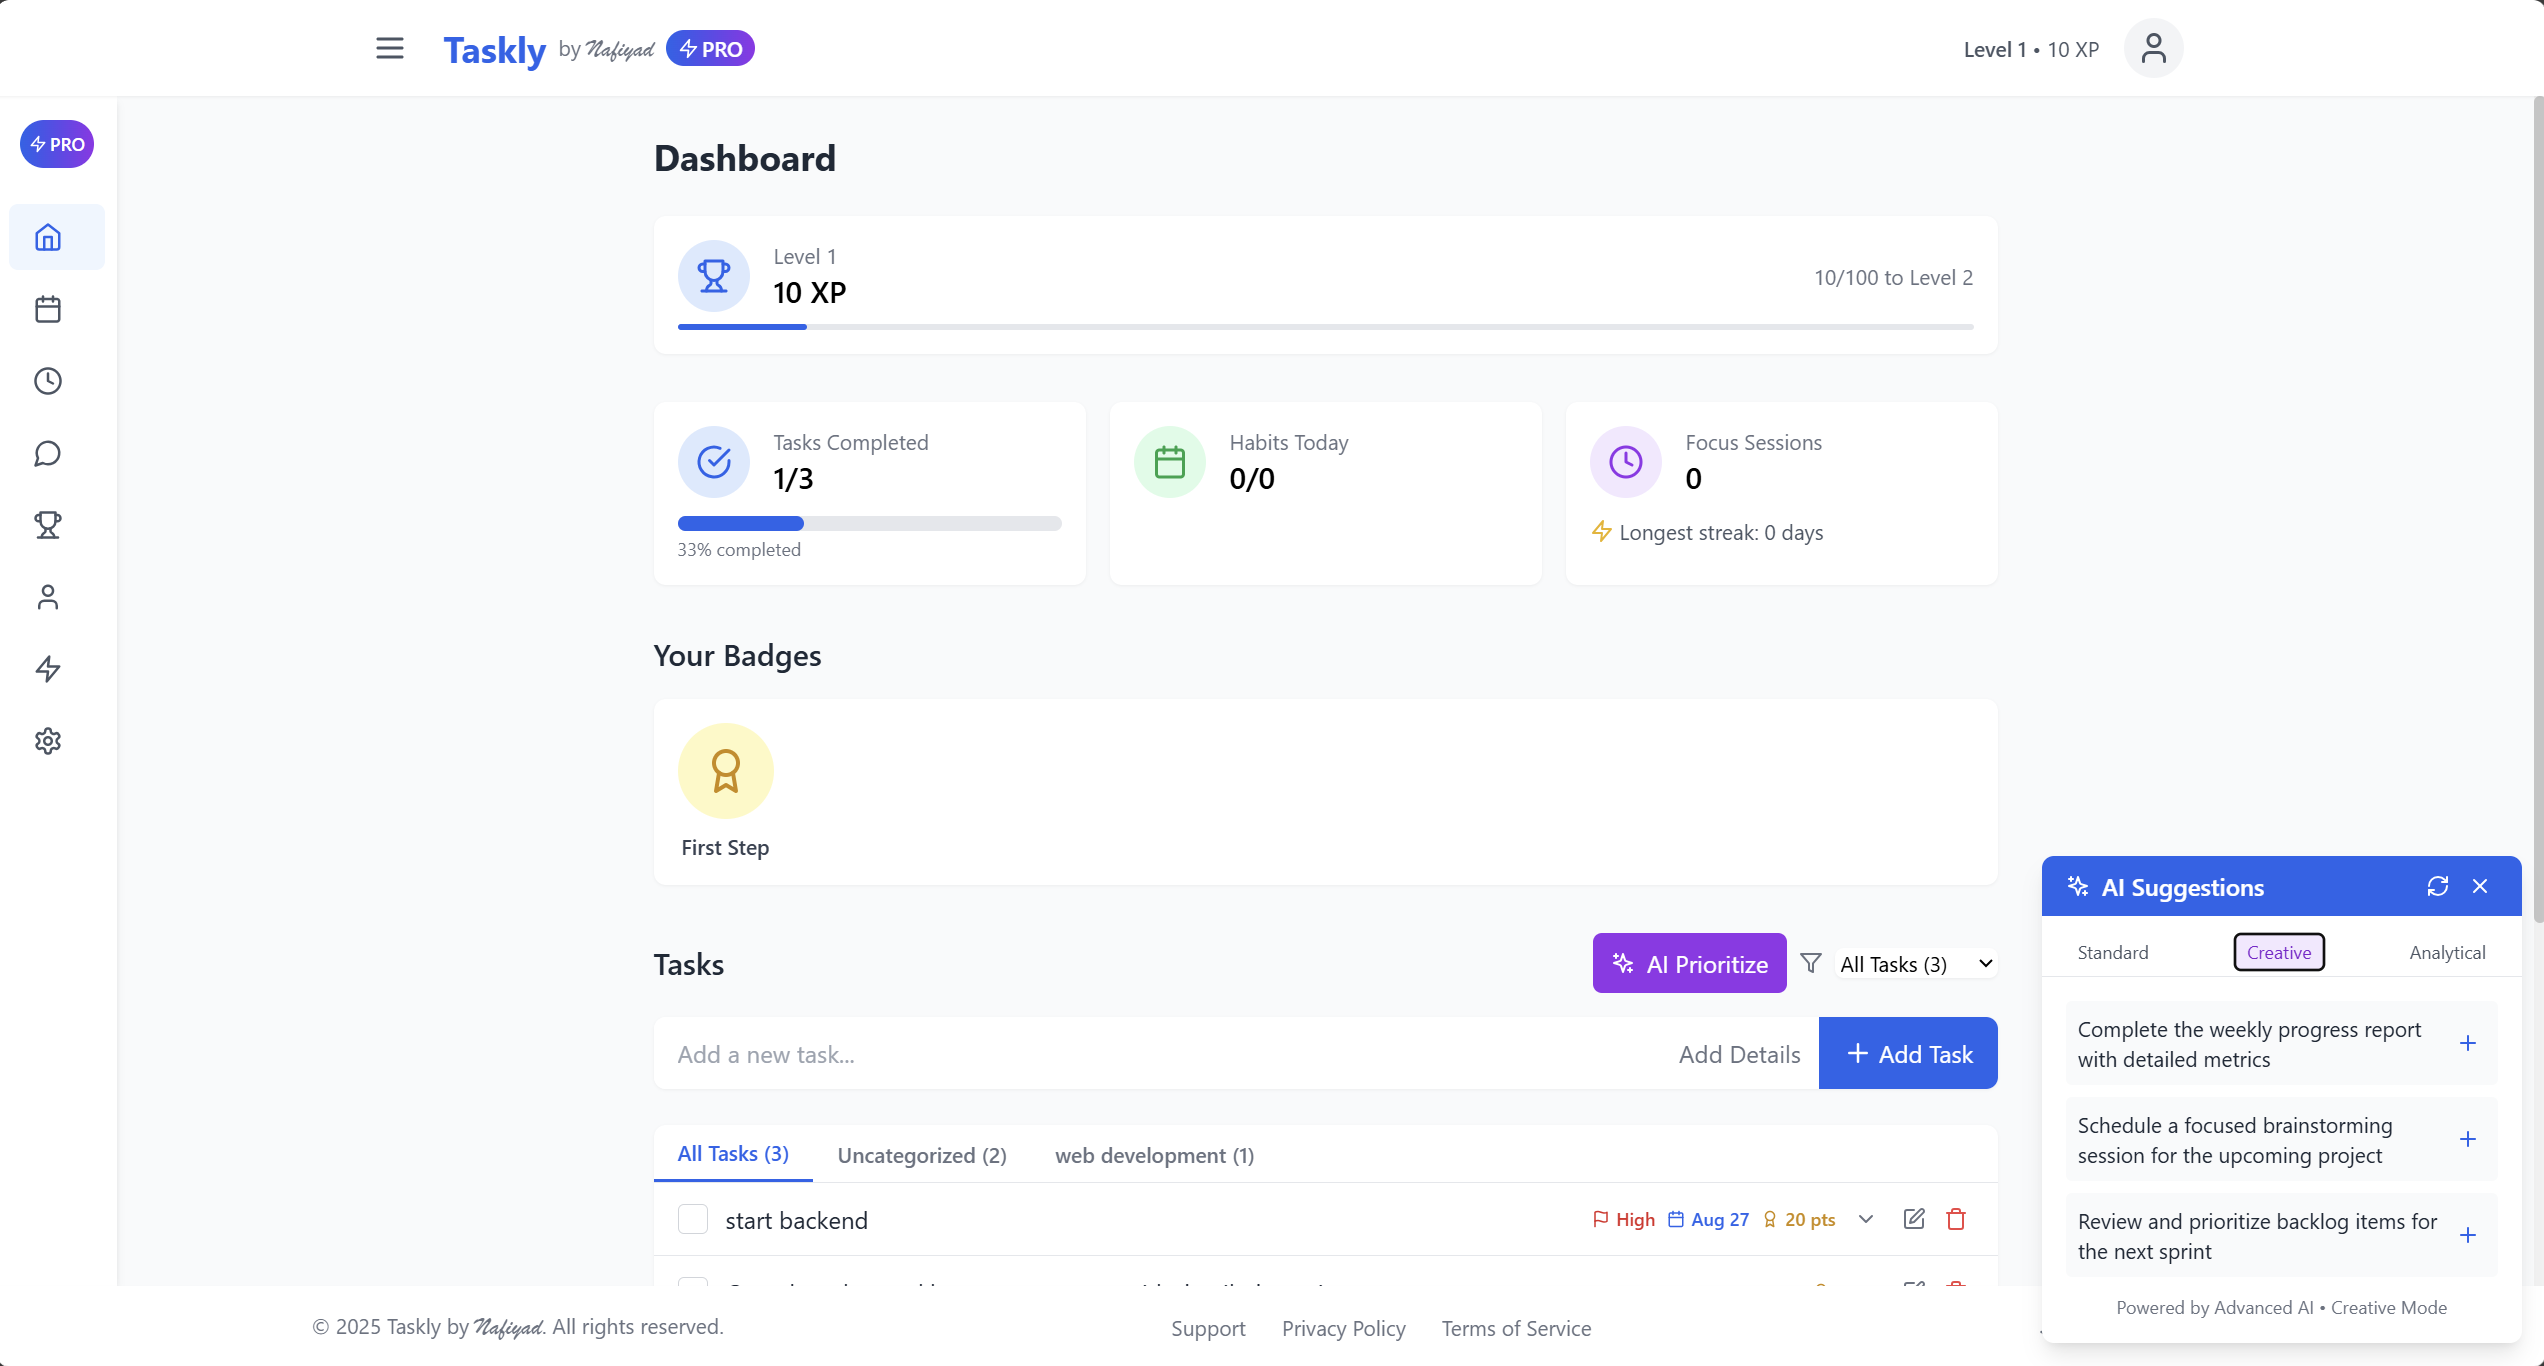 Taskly by Nafiyad PRO
Level 1 • 10 XP
PRO
Dashboard
Level 1
10 XP
10/100 to Level 2
Tasks Completed
1/3
33% completed
Habits Today
0/0
Focus Sessions
0
Longest streak: 0 days
Your Badges
First Step
Tasks
AI Prioritize
All Tasks (3)
Add a new task...
Add Details
Add Task
All Tasks (3)
Uncategorized (2)
web development (1)
start backend
High
Aug 27
20 pts
AI Suggestions
Standard
Creative
Analytical
Complete the weekly progress report
with detailed metrics
Schedule a focused brainstorming
session for the upcoming project
Review and prioritize backlog items for
the next sprint
Powered by Advanced AI • Creative Mode
© 2025 Taskly by Nafiyad. All rights reserved.
Support
Privacy Policy
Terms of Service